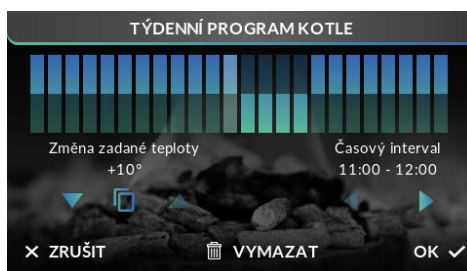 TÝDENNÍ PROGRAM KOTLE
Změna zadané teploty
+10°
Časový interval
11:00 - 12:00
ZRUŠIT
VYMAZAT
OK